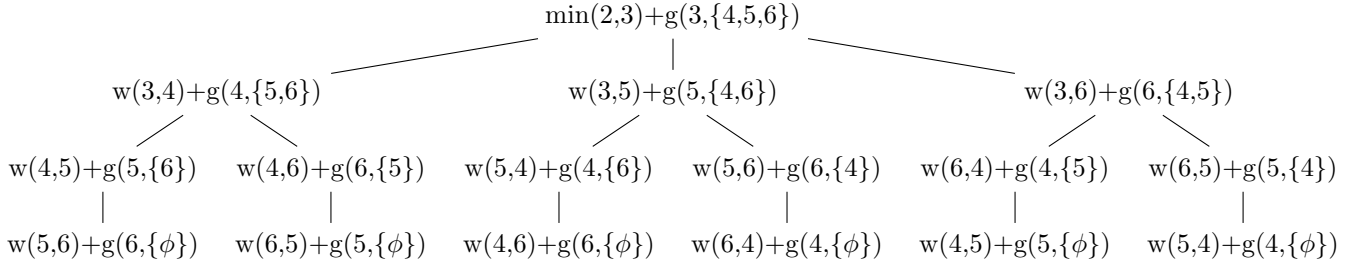 min(2,3)+g(3,{4,5,6})
w(3,4)+g(4,{5,6}) w(3,5)+g(5,{4,6}) w(3,6)+g(6,{4,5})
w(4,5)+g(5,{6}) w(4,6)+g(6,{5}) w(5,4)+g(4,{6}) w(5,6)+g(6,{4}) w(6,4)+g(4,{5}) w(6,5)+g(5,{4})
w(5,6)+g(6,{ϕ}) w(6,5)+g(5,{ϕ}) w(4,6)+g(6,{ϕ}) w(6,4)+g(4,{ϕ}) w(4,5)+g(5,{ϕ}) w(5,4)+g(4,{ϕ})